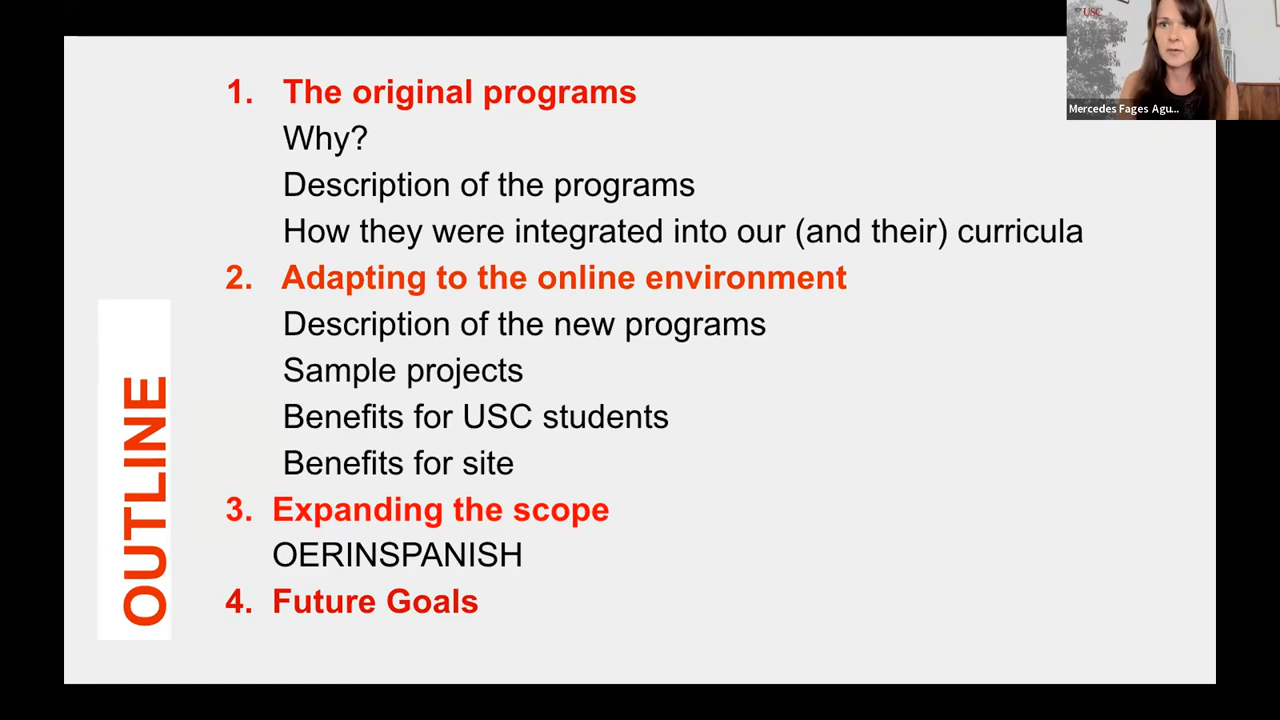 USC
Mercedes Fages Agu...
1. The original programs
Why?
Description of the programs
How they were integrated into our (and their) curricula
2. Adapting to the online environment
Description of the new programs
Sample projects
Benefits for USC students
Benefits for site
3. Expanding the scope
OERINSPANISH
4. Future Goals
OUTLINE